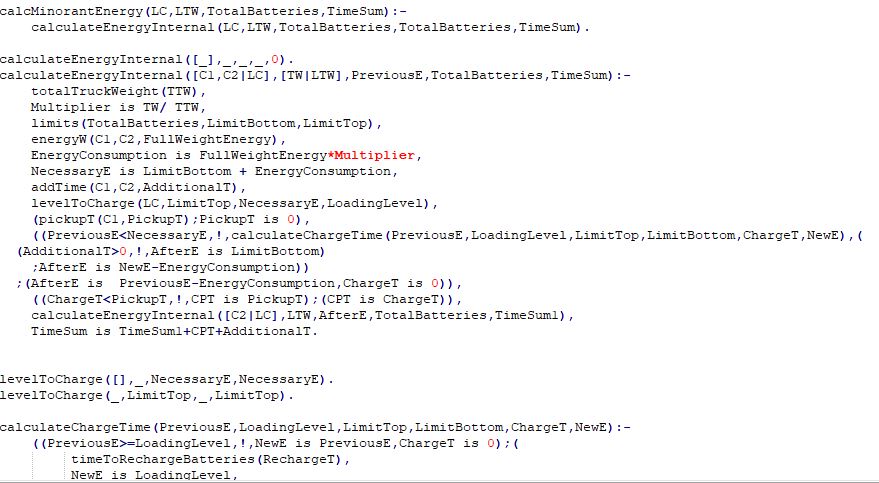 calcMinorantEnergy(LC,LTW,TotalBatteries,TimeSum):-
calculateEnergyInternal(LC,LTW,TotalBatteries,TotalBatteries,TimeSum).
calculateEnergyInternal([_],_,_,_,0).
calculateEnergyInternal([C1,C2|LC],[TW|LTW],PreviousE,TotalBatteries,TimeSum):-
totalTruckWeight(TTW),
Multiplier is TW/ TTW,
limits(TotalBatteries,LimitBottom,LimitTop),
energyW(C1,C2,FullWeightEnergy),
EnergyConsumption is FullWeightEnergy*Multiplier,
NecessaryE is LimitBottom + EnergyConsumption,
addTime(C1,C2,AdditionalT),
levelToCharge(LC,LimitTop,NecessaryE,LoadingLevel),
(pickupT(C1,PickupT);PickupT is 0),
((PreviousE<NecessaryE,!,calculateChargeTime(PreviousE,LoadingLevel,LimitTop,LimitBottom,ChargeT,NewE),(
(AdditionalT>0,!,AfterE is LimitBottom)
;AfterE is NewE-EnergyConsumption))
;(AfterE is  PreviousE-EnergyConsumption,ChargeT is 0)),
((ChargeT<PickupT,!,CPT is PickupT);(CPT is ChargeT)),
calculateEnergyInternal([C2|LC],LTW,AfterE,TotalBatteries,TimeSum1),
TimeSum is TimeSum1+CPT+AdditionalT.
levelToCharge([],_,NecessaryE,NecessaryE).
levelToCharge(_,LimitTop,_,LimitTop).
calculateChargeTime(PreviousE,LoadingLevel,LimitTop,LimitBottom,ChargeT,NewE):-
((PreviousE>=LoadingLevel,!,NewE is PreviousE,ChargeT is 0);(
timeToRechargeBatteries(RechargeT),
NewE is LoadingLevel,